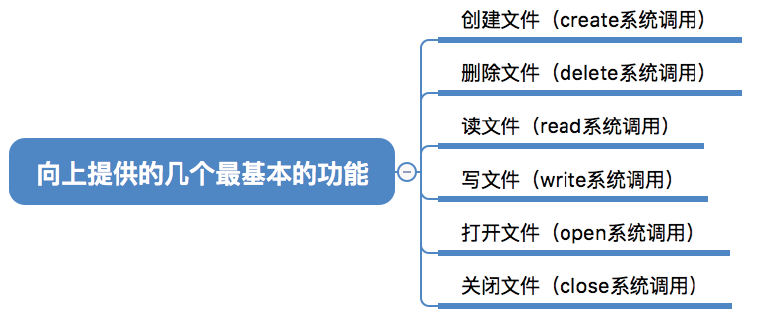 创建文件（create系统调用）
删除文件（delete系统调用）
读文件（read系统调用）
向上提供的几个最基本的功能
写文件（write系统调用）
打开文件（open系统调用）
关闭文件（close系统调用）